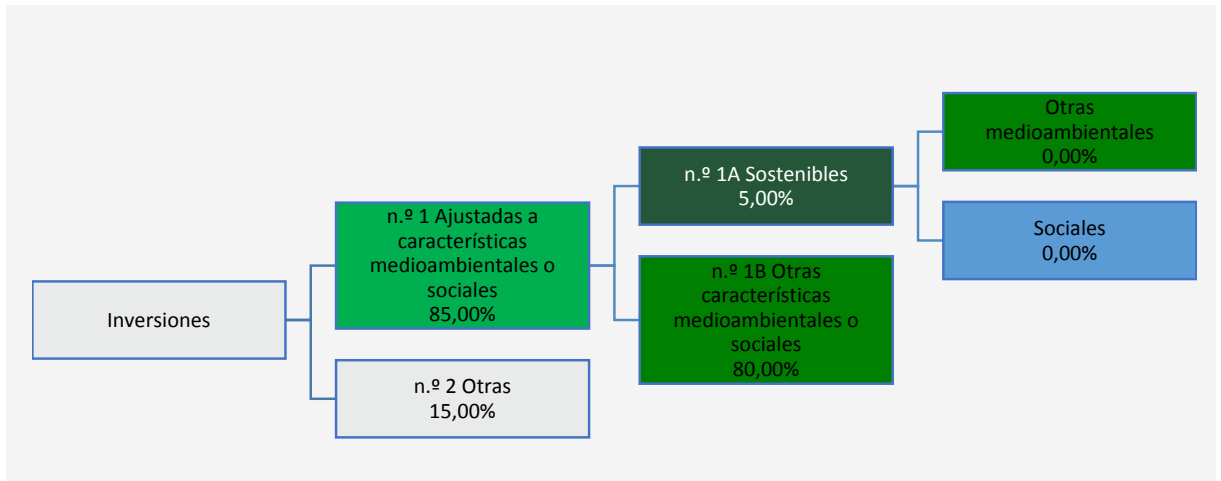 Inversiones
n.º 1 Ajustadas a
características
medioambientales o
sociales
85,00%
n.º 2 Otras
15,00%
n.º 1A Sostenibles
5,00%
n.º 1B Otras
características
medioambientales o
sociales
80,00%
Otras
medioambientales
0,00%
Sociales
0,00%